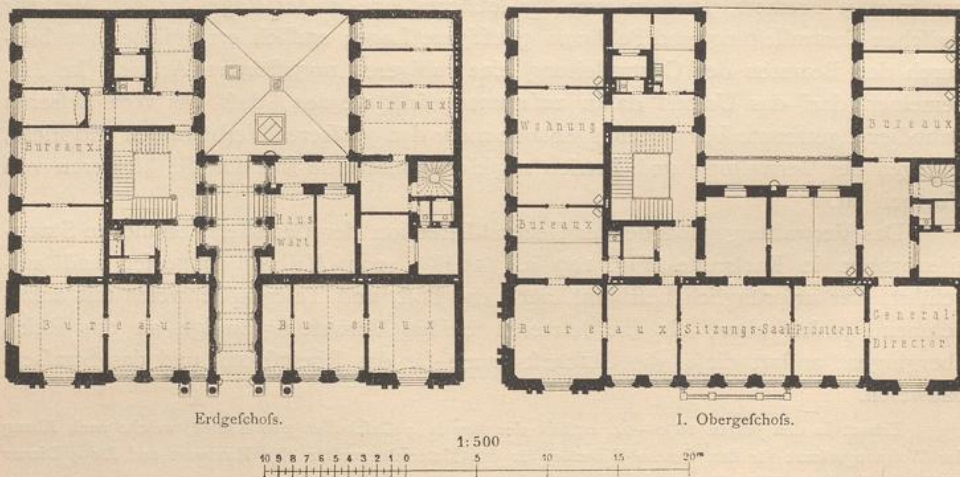 Bureaux
Bureaux
Haus
wart
Bureaux
Bureaux
Erdgeſchoſs.
Wohnung
Bureaux
Bureaux
Bureaux
Sitzungs-Saal
Präsident
General-
Director.
I. Obergeſchoſs.
1:500
10 9 8 7 6 5 4 3 2 1 0 5 10 15 20ᵐ